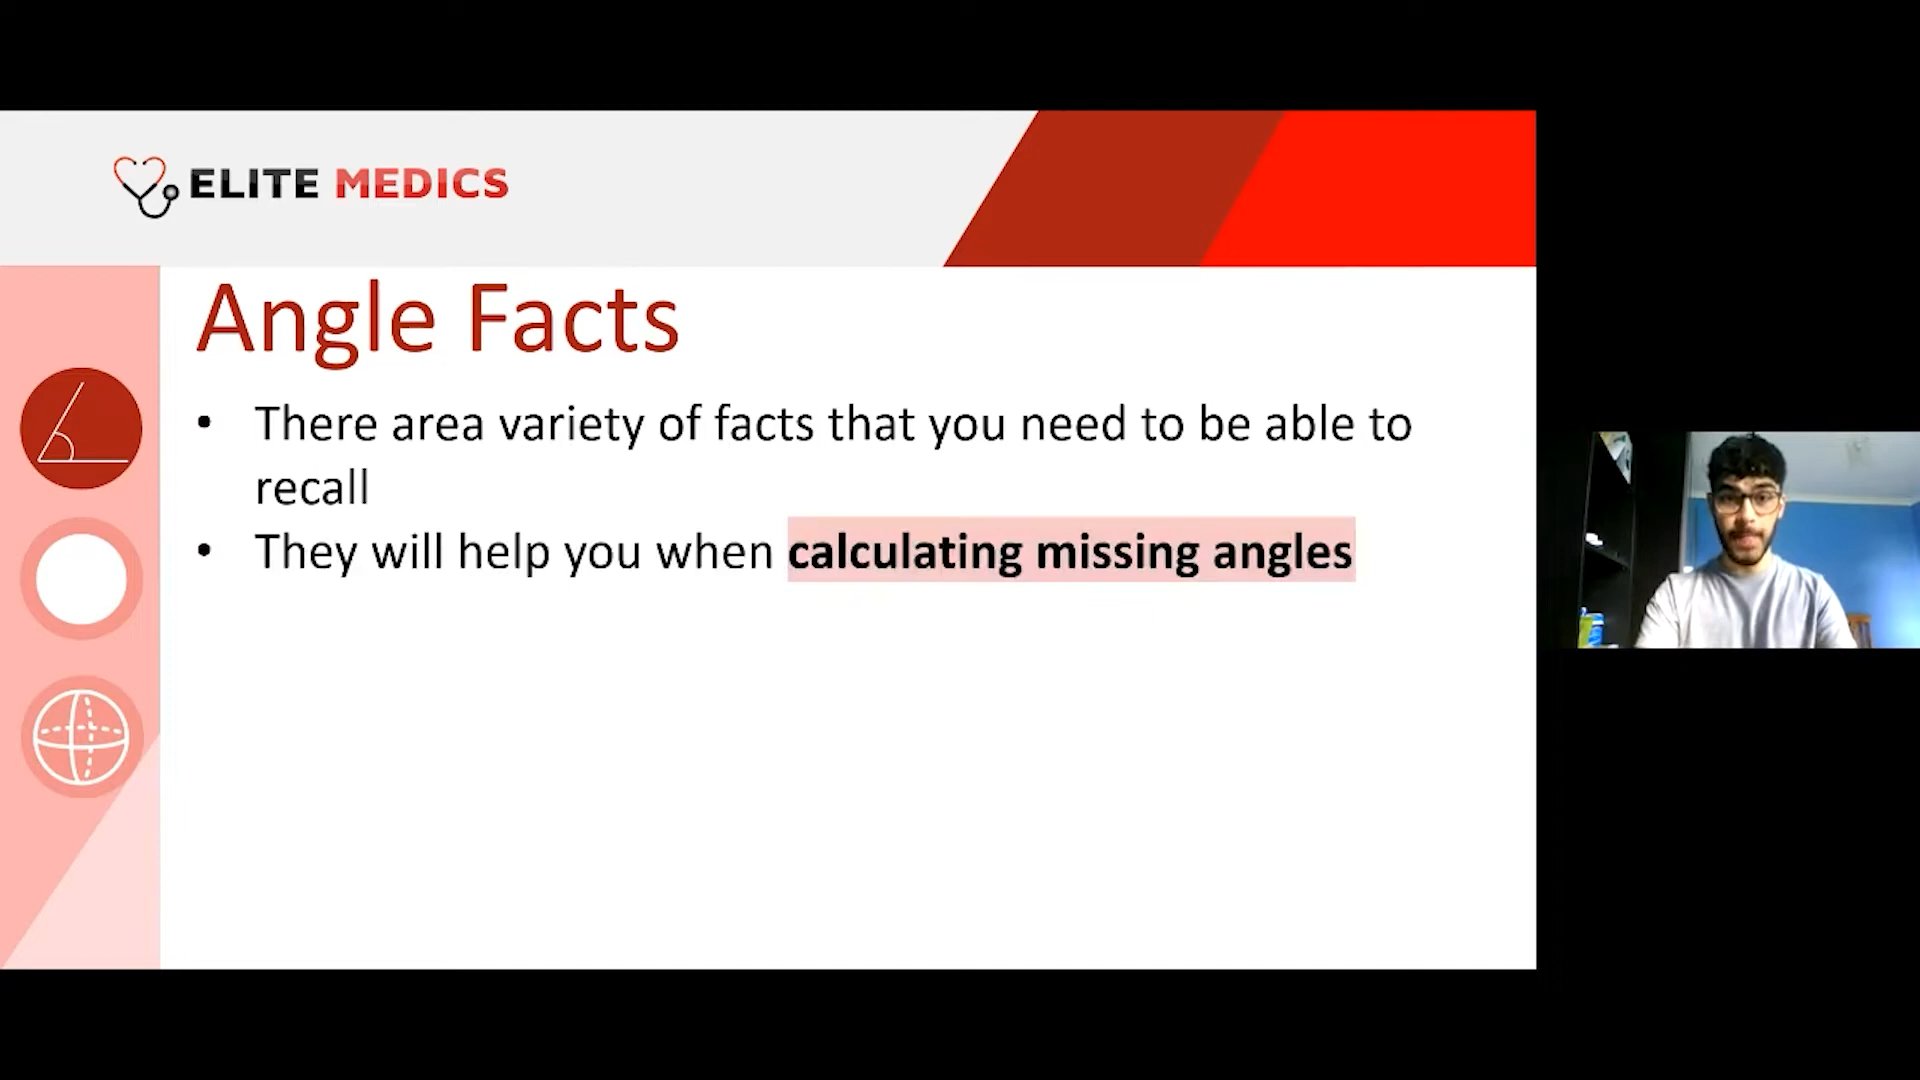 ELITE MEDICS
Angle Facts
• There area variety of facts that you need to be able to
recall
• They will help you when calculating missing angles